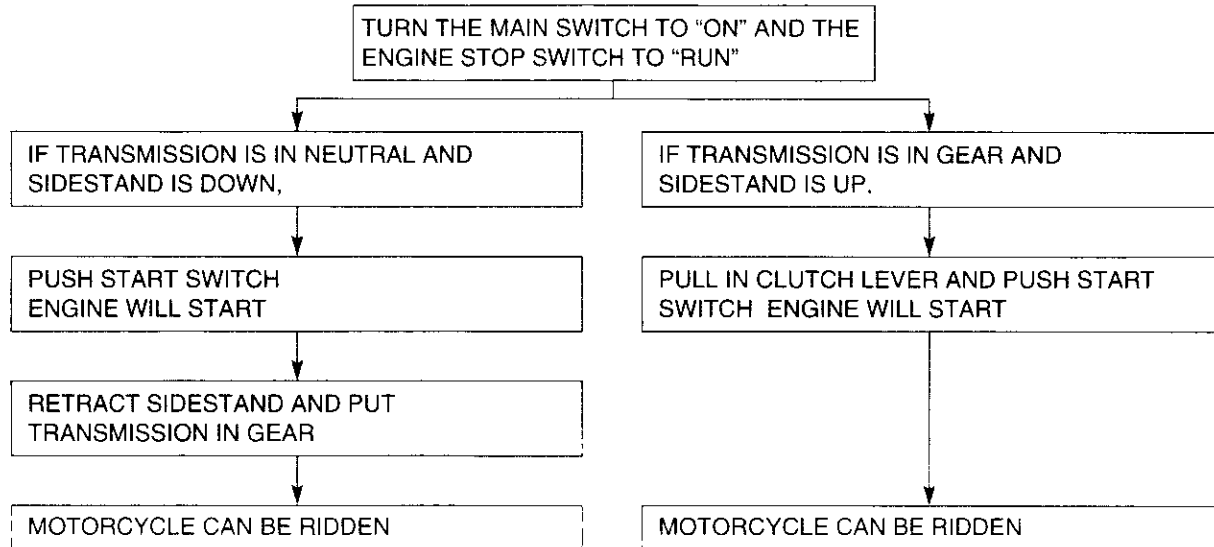 TURN THE MAIN SWITCH TO “ON” AND THE
ENGINE STOP SWITCH TO “RUN”
IF TRANSMISSION IS IN NEUTRAL AND
SIDESTAND IS DOWN,
PUSH START SWITCH
ENGINE WILL START
RETRACT SIDESTAND AND PUT
TRANSMISSION IN GEAR
MOTORCYCLE CAN BE RIDDEN
IF TRANSMISSION IS IN GEAR AND
SIDESTAND IS UP.
PULL IN CLUTCH LEVER AND PUSH START
SWITCH ENGINE WILL START
MOTORCYCLE CAN BE RIDDEN